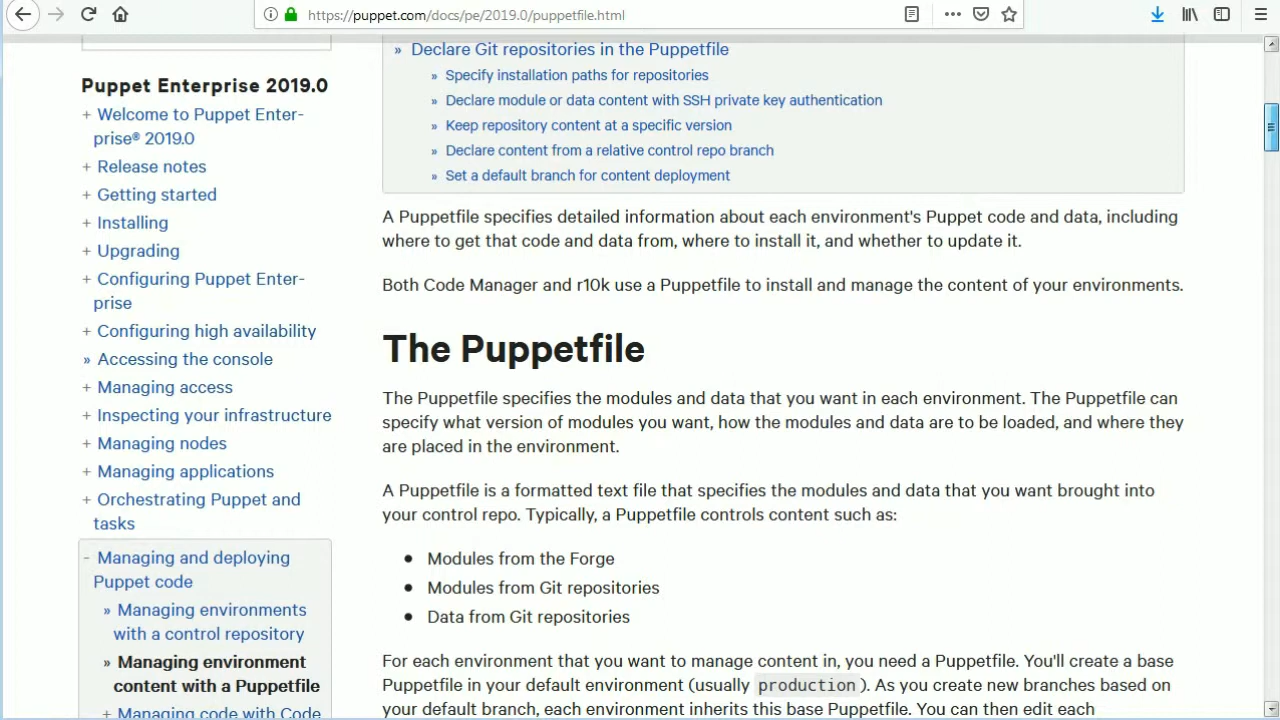 https://puppet.com/docs/pe/2019.0/puppetfile.html
Puppet Enterprise 2019.0
+ Welcome to Puppet Enter-
prise® 2019.0
+ Release notes
+ Getting started
+ Installing
+ Upgrading
+ Configuring Puppet Enter-
prise
+ Configuring high availability
» Accessing the console
+ Managing access
+ Inspecting your infrastructure
+ Managing nodes
+ Managing applications
+ Orchestrating Puppet and
tasks
- Managing and deploying
Puppet code
» Managing environments
with a control repository
» Managing environment
content with a Puppetfile
+ Managing code with Code
» Declare Git repositories in the Puppetfile
» Specify installation paths for repositories
» Declare module or data content with SSH private key authentication
» Keep repository content at a specific version
» Declare content from a relative control repo branch
» Set a default branch for content deployment
A Puppetfile specifies detailed information about each environment's Puppet code and data, including
where to get that code and data from, where to install it, and whether to update it.
Both Code Manager and r10k use a Puppetfile to install and manage the content of your environments.
The Puppetfile
The Puppetfile specifies the modules and data that you want in each environment. The Puppetfile can
specify what version of modules you want, how the modules and data are to be loaded, and where they
are placed in the environment.
A Puppetfile is a formatted text file that specifies the modules and data that you want brought into
your control repo. Typically, a Puppetfile controls content such as:
• Modules from the Forge
• Modules from Git repositories
• Data from Git repositories
For each environment that you want to manage content in, you need a Puppetfile. You'll create a base
Puppetfile in your default environment (usually production). As you create new branches based on
your default branch, each environment inherits this base Puppetfile. You can then edit each